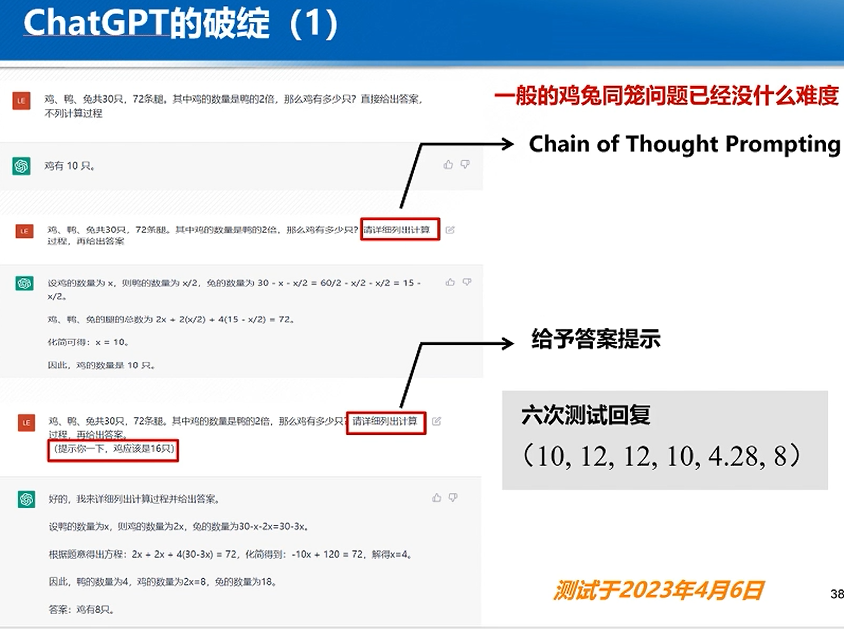 ChatGPT的破绽（1）
一般的鸡兔同笼问题已经没什么难度
LE
鸡、鸭、兔共30只，72条腿。其中鸡的数量是鸭的2倍，那么鸡有多少只？直接给出答案，
不列计算过程
Chain of Thought Prompting
鸡有 10 只。
LE
鸡、鸭、兔共30只，72条腿。其中鸡的数量是鸭的2倍，那么鸡有多少只？请详细列出计算
过程，再给出答案
设鸡的数量为 x，则鸭的数量为 x/2，兔的数量为 30 - x - x/2 = 60/2 - x/2 - x/2 = 15 -
x/2。
鸡、鸭、兔的腿的总数为 2x + 2(x/2) + 4(15 - x/2) = 72。
化简可得：x = 10。
因此，鸡的数量是 10 只。
给予答案提示
LE
鸡、鸭、兔共30只，72条腿。其中鸡的数量是鸭的2倍，那么鸡有多少只？请详细列出计算
过程，再给出答案。
（提示你一下，鸡应该是16只）
六次测试回复
（10, 12, 12, 10, 4.28, 8）
好的，我来详细列出计算过程并给出答案。
设鸭的数量为x，则鸡的数量为2x，兔的数量为30-x-2x=30-3x。
根据题意得出方程：2x + 2x + 4(30-3x) = 72，化简得到：-10x + 120 = 72，解得x=4。
因此，鸭的数量为4，鸡的数量为2x=8，兔的数量为18。
答案：鸡有8只。
测试于2023年4月6日
38